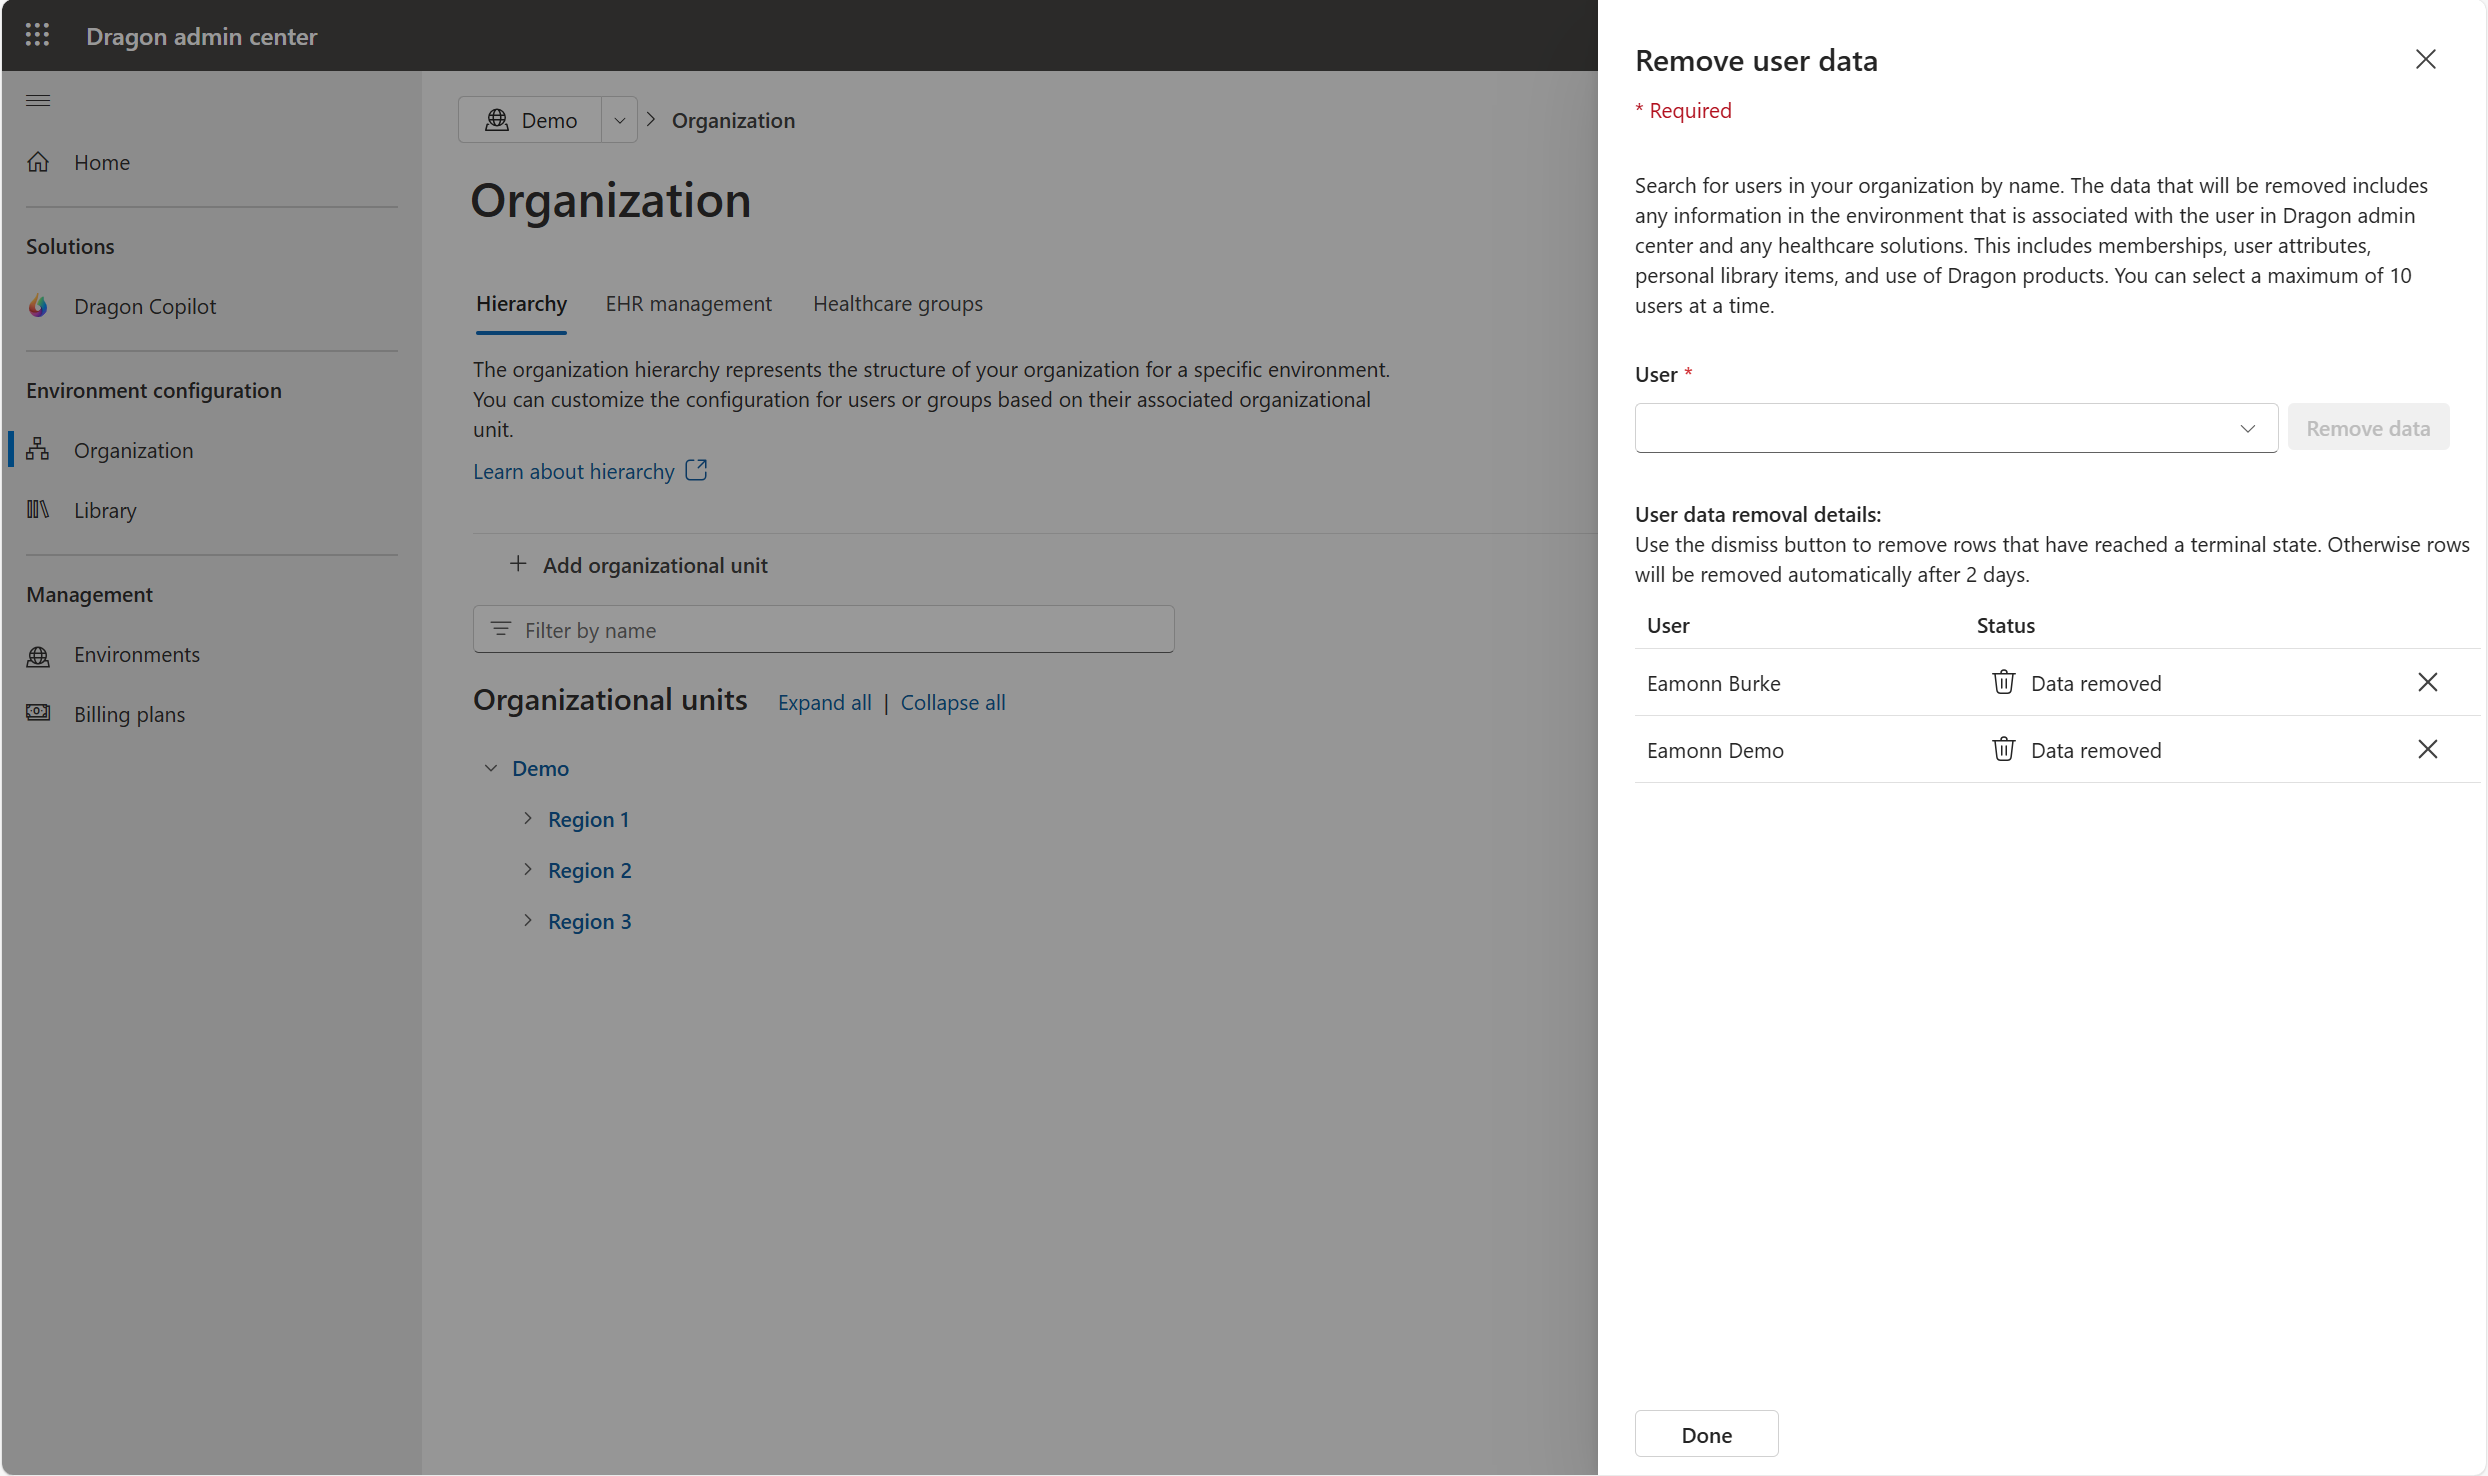 Dragon admin center
Home
Solutions
Dragon Copilot
Environment configuration
Organization
Library
Management
Environments
Billing plans
Demo
Organization
Organization
Hierarchy
EHR management
Healthcare groups
The organization hierarchy represents the structure of your organization for a specific environment.
You can customize the configuration for users or groups based on their associated organizational
unit.
Learn about hierarchy
Add organizational unit
Filter by name
Organizational units
Expand all | Collapse all
Demo
Region 1
Region 2
Region 3
Remove user data
* Required
Search for users in your organization by name. The data that will be removed includes
any information in the environment that is associated with the user in Dragon admin
center and any healthcare solutions. This includes memberships, user attributes,
personal library items, and use of Dragon products. You can select a maximum of 10
users at a time.
User *
Remove data
User data removal details:
Use the dismiss button to remove rows that have reached a terminal state. Otherwise rows
will be removed automatically after 2 days.
User Status
Eamonn Burke Data removed
Eamonn Demo Data removed
Done